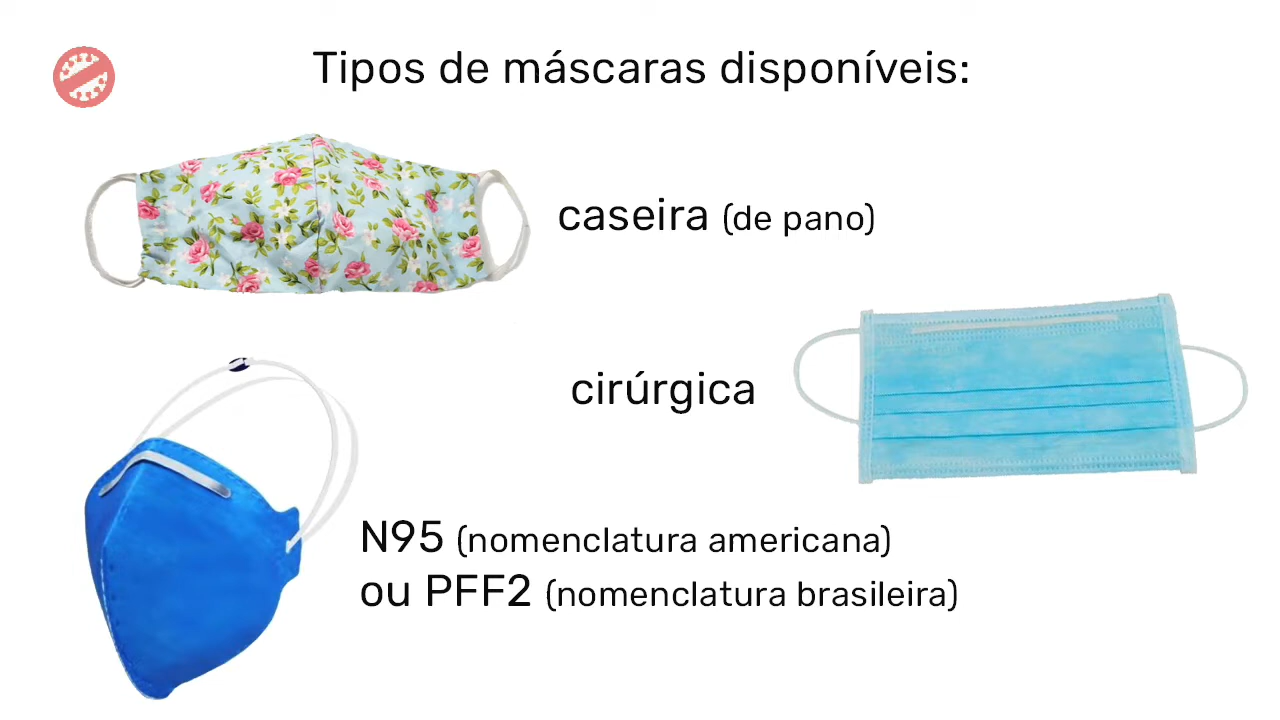 Tipos de máscaras disponíveis:
caseira (de pano)
cirúrgica
N95 (nomenclatura americana)
ou PFF2 (nomenclatura brasileira)